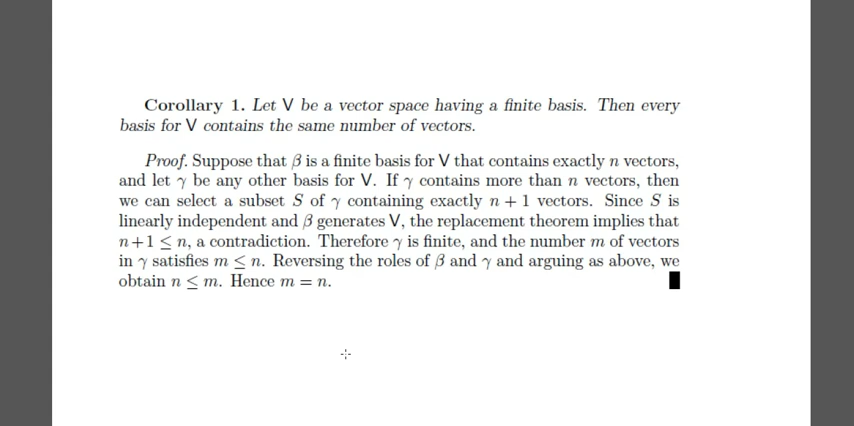 Corollary 1. Let V be a vector space having a finite basis. Then every
basis for V contains the same number of vectors.
Proof. Suppose that β is a finite basis for V that contains exactly n vectors,
and let γ be any other basis for V. If γ contains more than n vectors, then
we can select a subset S of γ containing exactly n + 1 vectors. Since S is
linearly independent and β generates V, the replacement theorem implies that
n+1 ≤ n, a contradiction. Therefore γ is finite, and the number m of vectors
in γ satisfies m ≤ n. Reversing the roles of β and γ and arguing as above, we
obtain n ≤ m. Hence m = n.